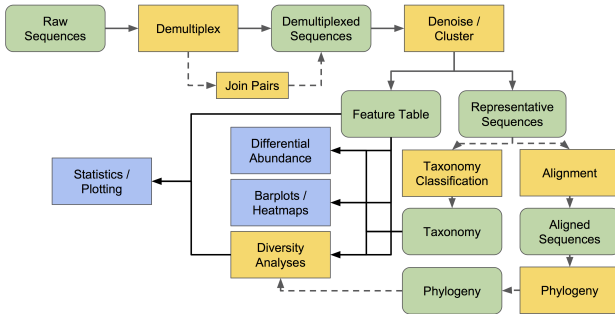 Raw
Sequences
Demultiplex
Demultiplexed
Sequences
Denoise /
Cluster
Join Pairs
Feature Table
Representative
Sequences
Differential
Abundance
Statistics /
Plotting
Taxonomy
Classification
Alignment
Barplots /
Heatmaps
Taxonomy
Aligned
Sequences
Diversity
Analyses
Phylogeny
Phylogeny